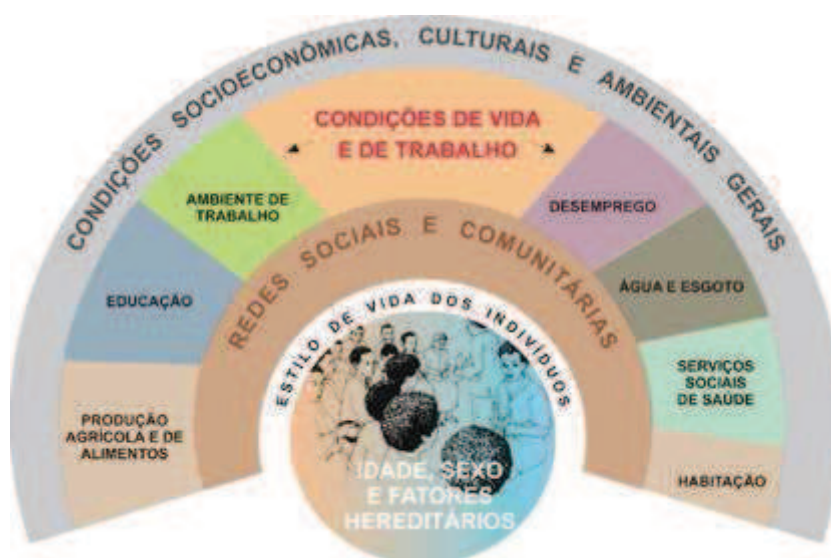 CONDIÇÕES SOCIOECONÔMICAS, CULTURAIS E AMBIENTAIS GERAIS
CONDIÇÕES DE VIDA
E DE TRABALHO
AMBIENTE DE
TRABALHO
DESEMPREGO
EDUCAÇÃO
ÁGUA E ESGOTO
PRODUÇÃO
AGRÍCOLA E DE
ALIMENTOS
SERVIÇOS
SOCIAIS
DE SAÚDE
HABITAÇÃO
REDES SOCIAIS E COMUNITÁRIAS
ESTILO DE VIDA DOS INDIVÍDUOS
IDADE, SEXO
E FATORES
HEREDITÁRIOS